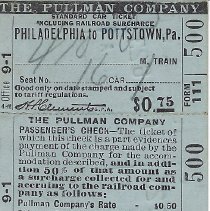 THE PULLMAN COMPANY
STANDARD CAR TICKET
INCLUDING RAILROAD SURCHARGE
PHILADELPHIA to POTTSTOWN, Pa.
M, TRAIN
Seat No. CAR
Good only on date stamped and subject
to tariff regulations.
$0.75
OFFICE 9-1
FORM 111
500
THE PULLMAN COMPANY
PASSENGER'S CHECK—The ticket of
which this is a part evidences
payment of the charge made by the
Pullman Company for the accom-
modation described, and in addi-
tion 50% of that amount as
surcharge collected for and
accruing to the railroad com-
pany as follows:
Pullman Company's Rate $0.50
9-1
500